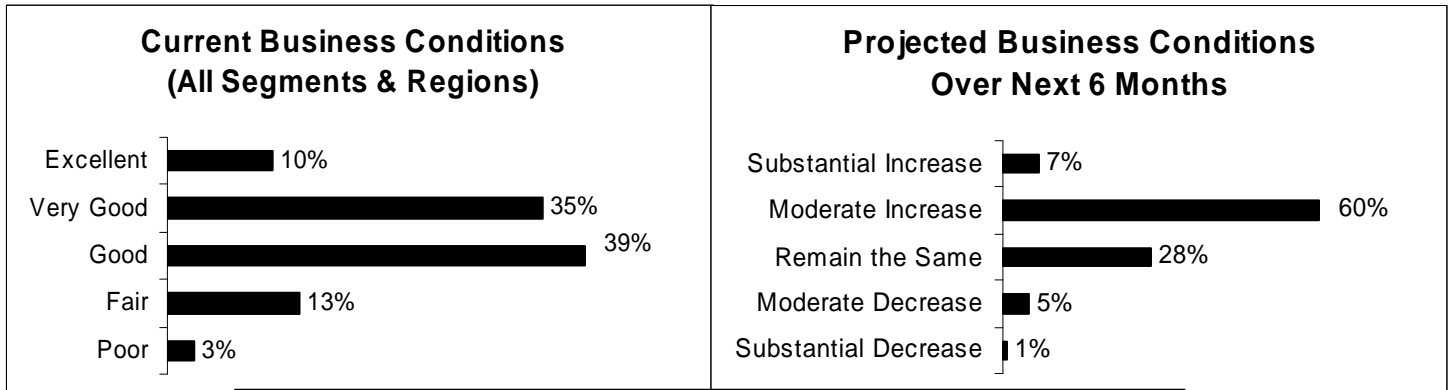 Current Business Conditions
(All Segments & Regions)
Excellent 10%
Very Good 35%
Good 39%
Fair 13%
Poor 3%
Projected Business Conditions
Over Next 6 Months
Substantial Increase 7%
Moderate Increase 60%
Remain the Same 28%
Moderate Decrease 5%
Substantial Decrease 1%